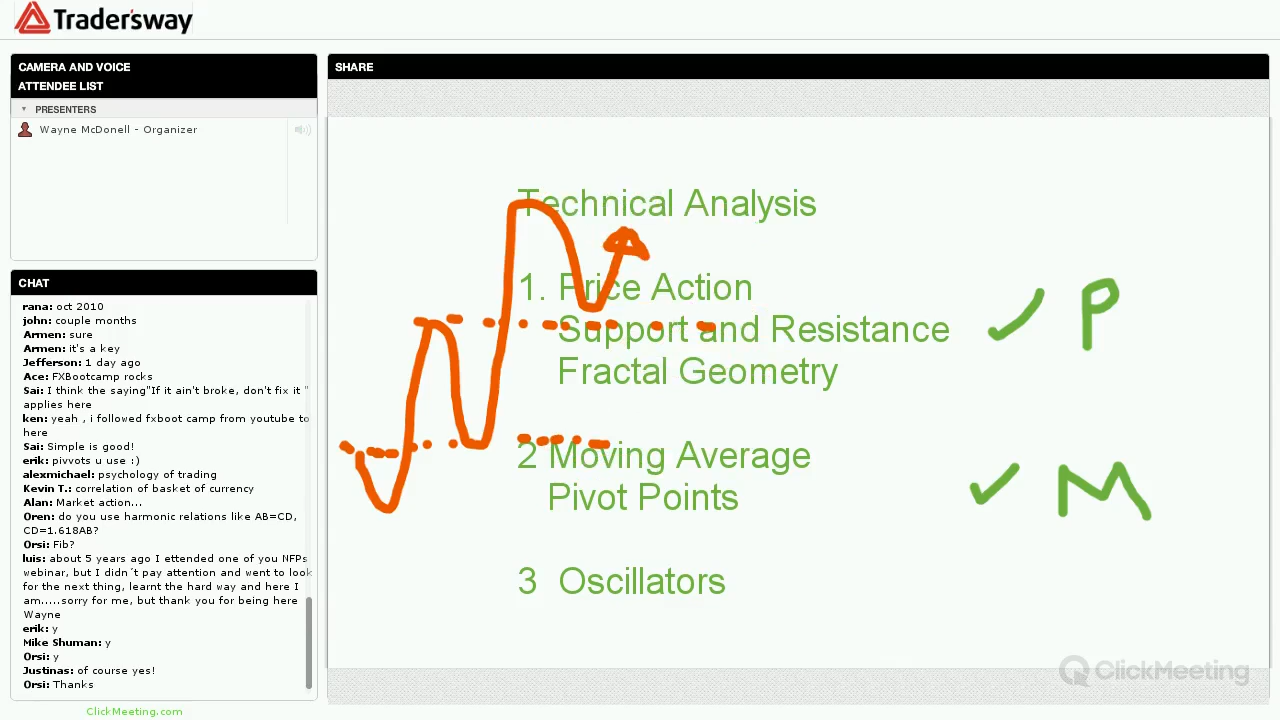 Tradersway
CAMERA AND VOICE
ATTENDEE LIST
PRESENTERS
Wayne McDonell - Organizer
CHAT
rana: oct 2010
john: couple months
Armen: sure
Armen: it's a key
Jefferson: 1 day ago
Ace: FXBootcamp rocks
Sai: I think the saying"If it ain't broke, don't fix it "
applies here
ken: yeah , i followed fxboot camp from youtube to
here
Sai: Simple is good!
erik: pivvots u use :)
alexmichael: psychology of trading
Kevin T.: correlation of basket of currency
Alan: Market action...
Oren: do you use harmonic relations like AB=CD,
CD=1.618AB?
Orsi: Fib?
luis: about 5 years ago I ettended one of you NFPs
webinar, but I didn´t pay attention and went to look
for the next thing, learnt the hard way and here I
am.....sorry for me, but thank you for being here
Wayne
erik: y
Mike Shuman: y
Orsi: y
Justinas: of course yes!
Orsi: Thanks
ClickMeeting.com
SHARE
Technical Analysis
1. Price Action
Support and Resistance
Fractal Geometry
P
2 Moving Average
Pivot Points
M
3 Oscillators
ClickMeeting